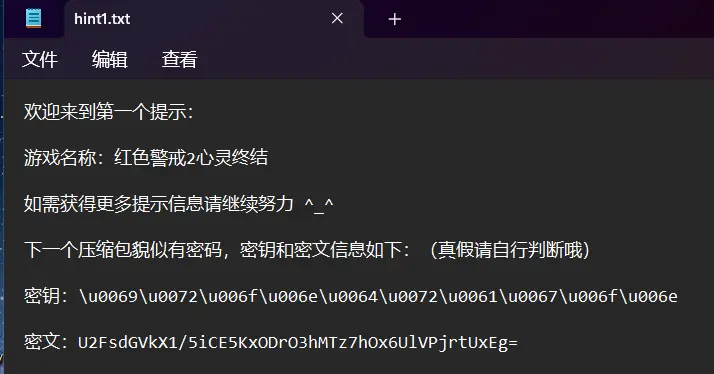 hint1.txt
文件 编辑 查看
欢迎来到第一个提示：
游戏名称：红色警戒2心灵终结
如需获得更多提示信息请继续努力 ^_^
下一个压缩包貌似有密码，密钥和密文信息如下：（真假请自行判断哦）
密钥：\u0069\u0072\u006f\u006e\u0064\u0072\u0061\u0067\u006f\u006e
密文：U2FsdGVkX1/5iCE5KxODrO3hMTz7hOx6UlVPjrtUxEg=